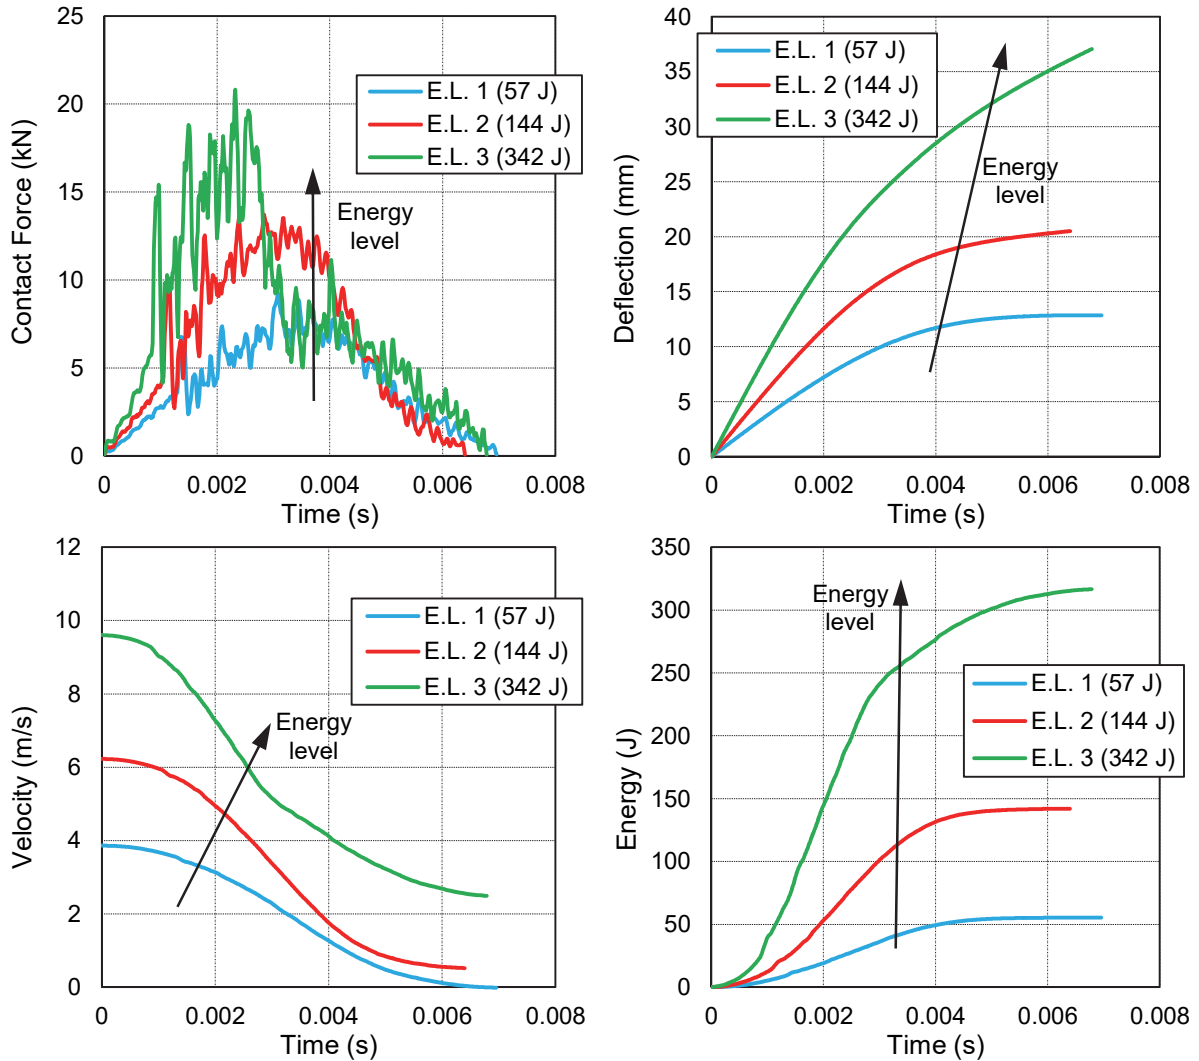 25
20
15
10
5
0
0
0.002
0.004
0.006
0.008
Contact Force (kN)
Time (s)
E.L. 1 (57 J)
E.L. 2 (144 J)
E.L. 3 (342 J)
Energy
level
40
35
30
25
20
15
10
5
0
0
0.002
0.004
0.006
0.008
Deflection (mm)
Time (s)
E.L. 1 (57 J)
E.L. 2 (144 J)
E.L. 3 (342 J)
Energy
level
12
10
8
6
4
2
0
0
0.002
0.004
0.006
0.008
Velocity (m/s)
Time (s)
E.L. 1 (57 J)
E.L. 2 (144 J)
E.L. 3 (342 J)
Energy
level
350
300
250
200
150
100
50
0
0
0.002
0.004
0.006
0.008
Energy (J)
Time (s)
Energy
level
E.L. 1 (57 J)
E.L. 2 (144 J)
E.L. 3 (342 J)